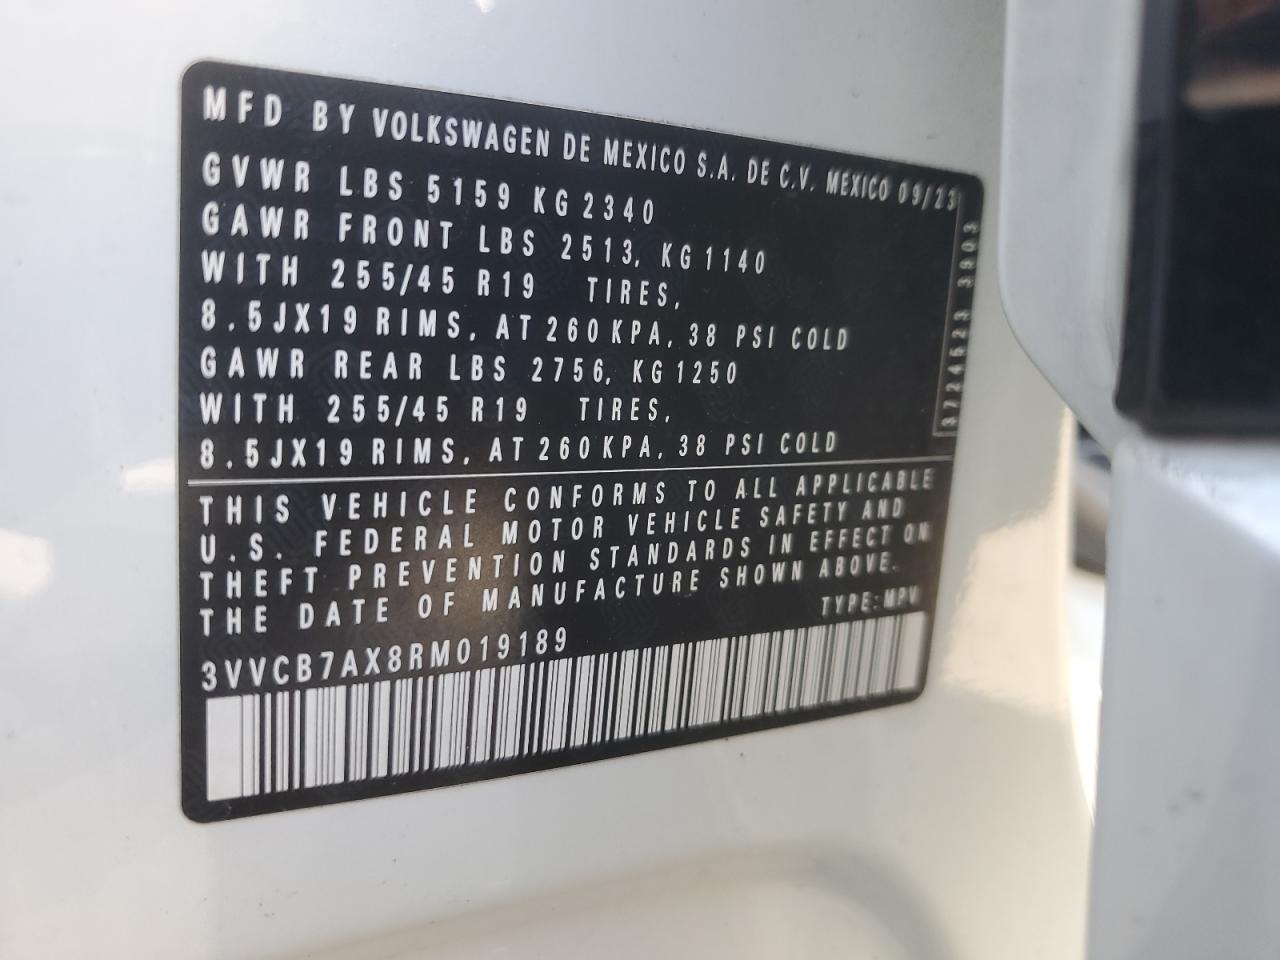 MFD BY VOLKSWAGEN DE MEXICO S.A. DE C.V. MEXICO 09/23
GVWR LBS 5159 KG 2340
GAWR FRONT LBS 2513, KG 1140
WITH 255/45 R19 TIRES,
8.5JX19 RIMS, AT 260 KPA, 38 PSI COLD
GAWR REAR LBS 2756, KG 1250
WITH 255/45 R19 TIRES,
8.5JX19 RIMS, AT 260 KPA, 38 PSI COLD
3724623 3903
THIS VEHICLE CONFORMS TO ALL APPLICABLE
U.S. FEDERAL MOTOR VEHICLE SAFETY AND
THEFT PREVENTION STANDARDS IN EFFECT ON
THE DATE OF MANUFACTURE SHOWN ABOVE.
TYPE:MPV
3VVCB7AX8RM019189